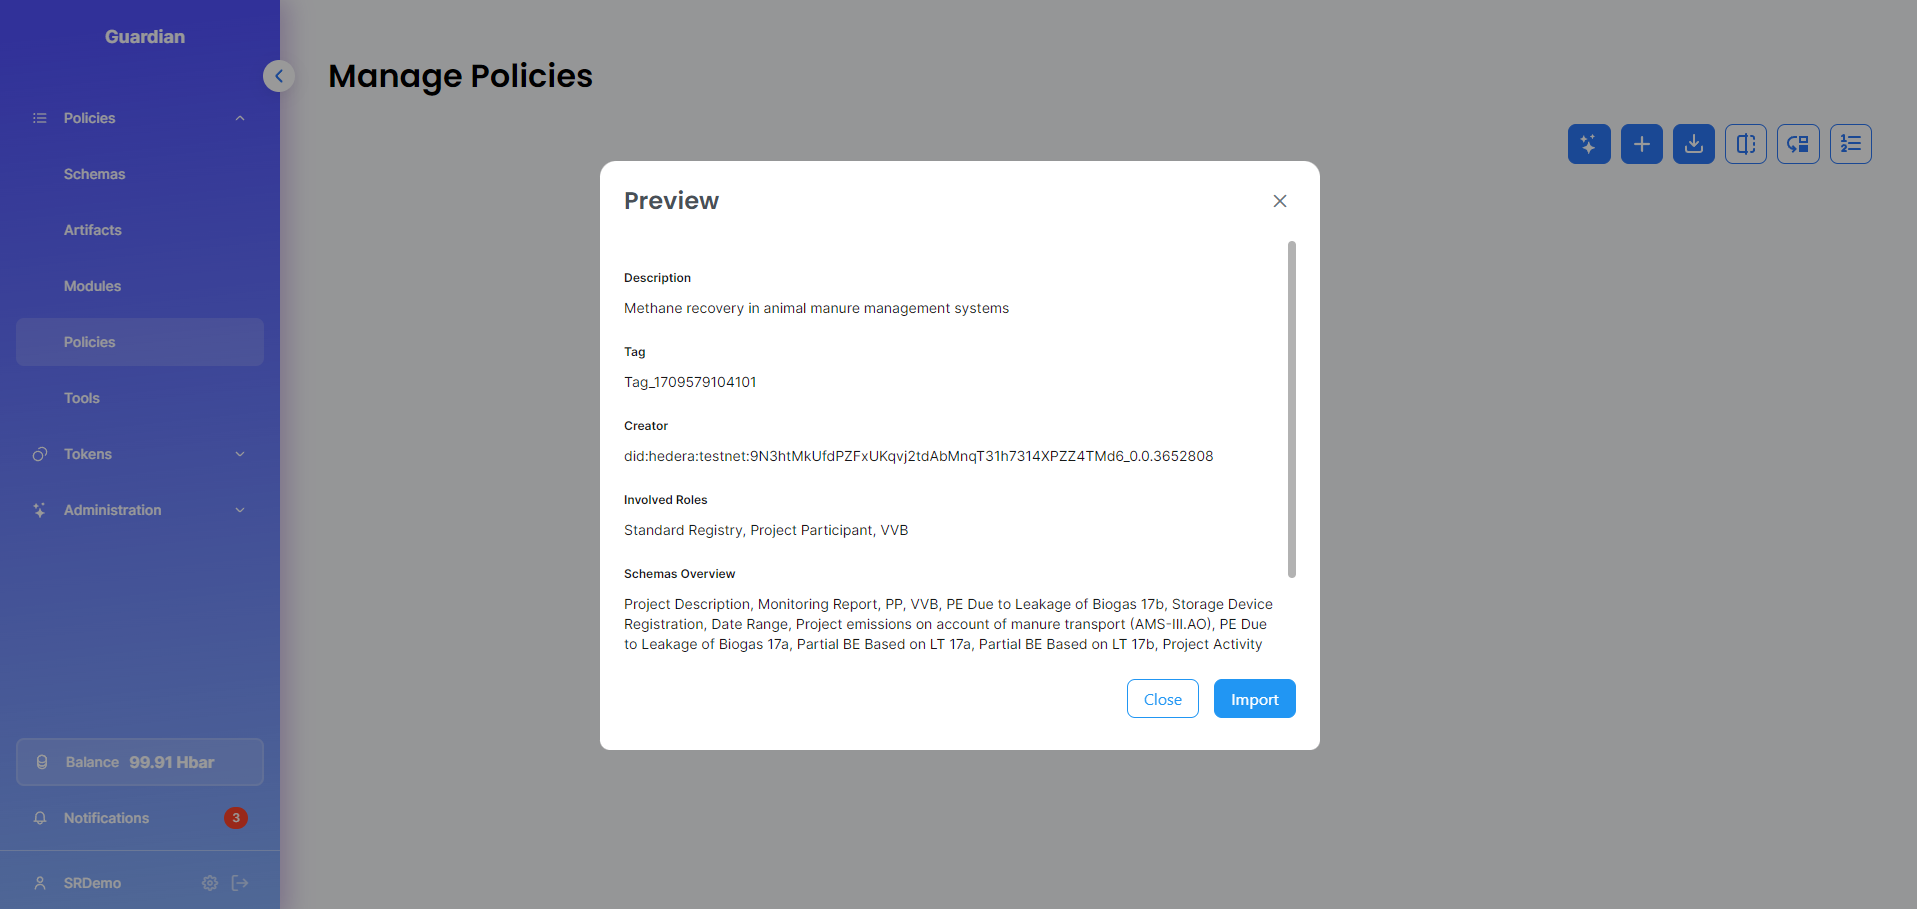 Guardian
Policies
Schemas
Artifacts
Modules
Policies
Tools
Tokens
Administration
Balance 99.91 Hbar
Notifications 3
SRDemo
Manage Policies
Preview
Description
Methane recovery in animal manure management systems
Tag
Tag_1709579104101
Creator
did:hedera:testnet:9N3htMkUfdPZFxUKqvj2tdAbMnqT31h7314XPZZ4TMd6_0.0.3652808
Involved Roles
Standard Registry, Project Participant, VVB
Schemas Overview
Project Description, Monitoring Report, PP, VVB, PE Due to Leakage of Biogas 17b, Storage Device
Registration, Date Range, Project emissions on account of manure transport (AMS-III.AO), PE Due
to Leakage of Biogas 17a, Partial BE Based on LT 17a, Partial BE Based on LT 17b, Project Activity
Close
Import